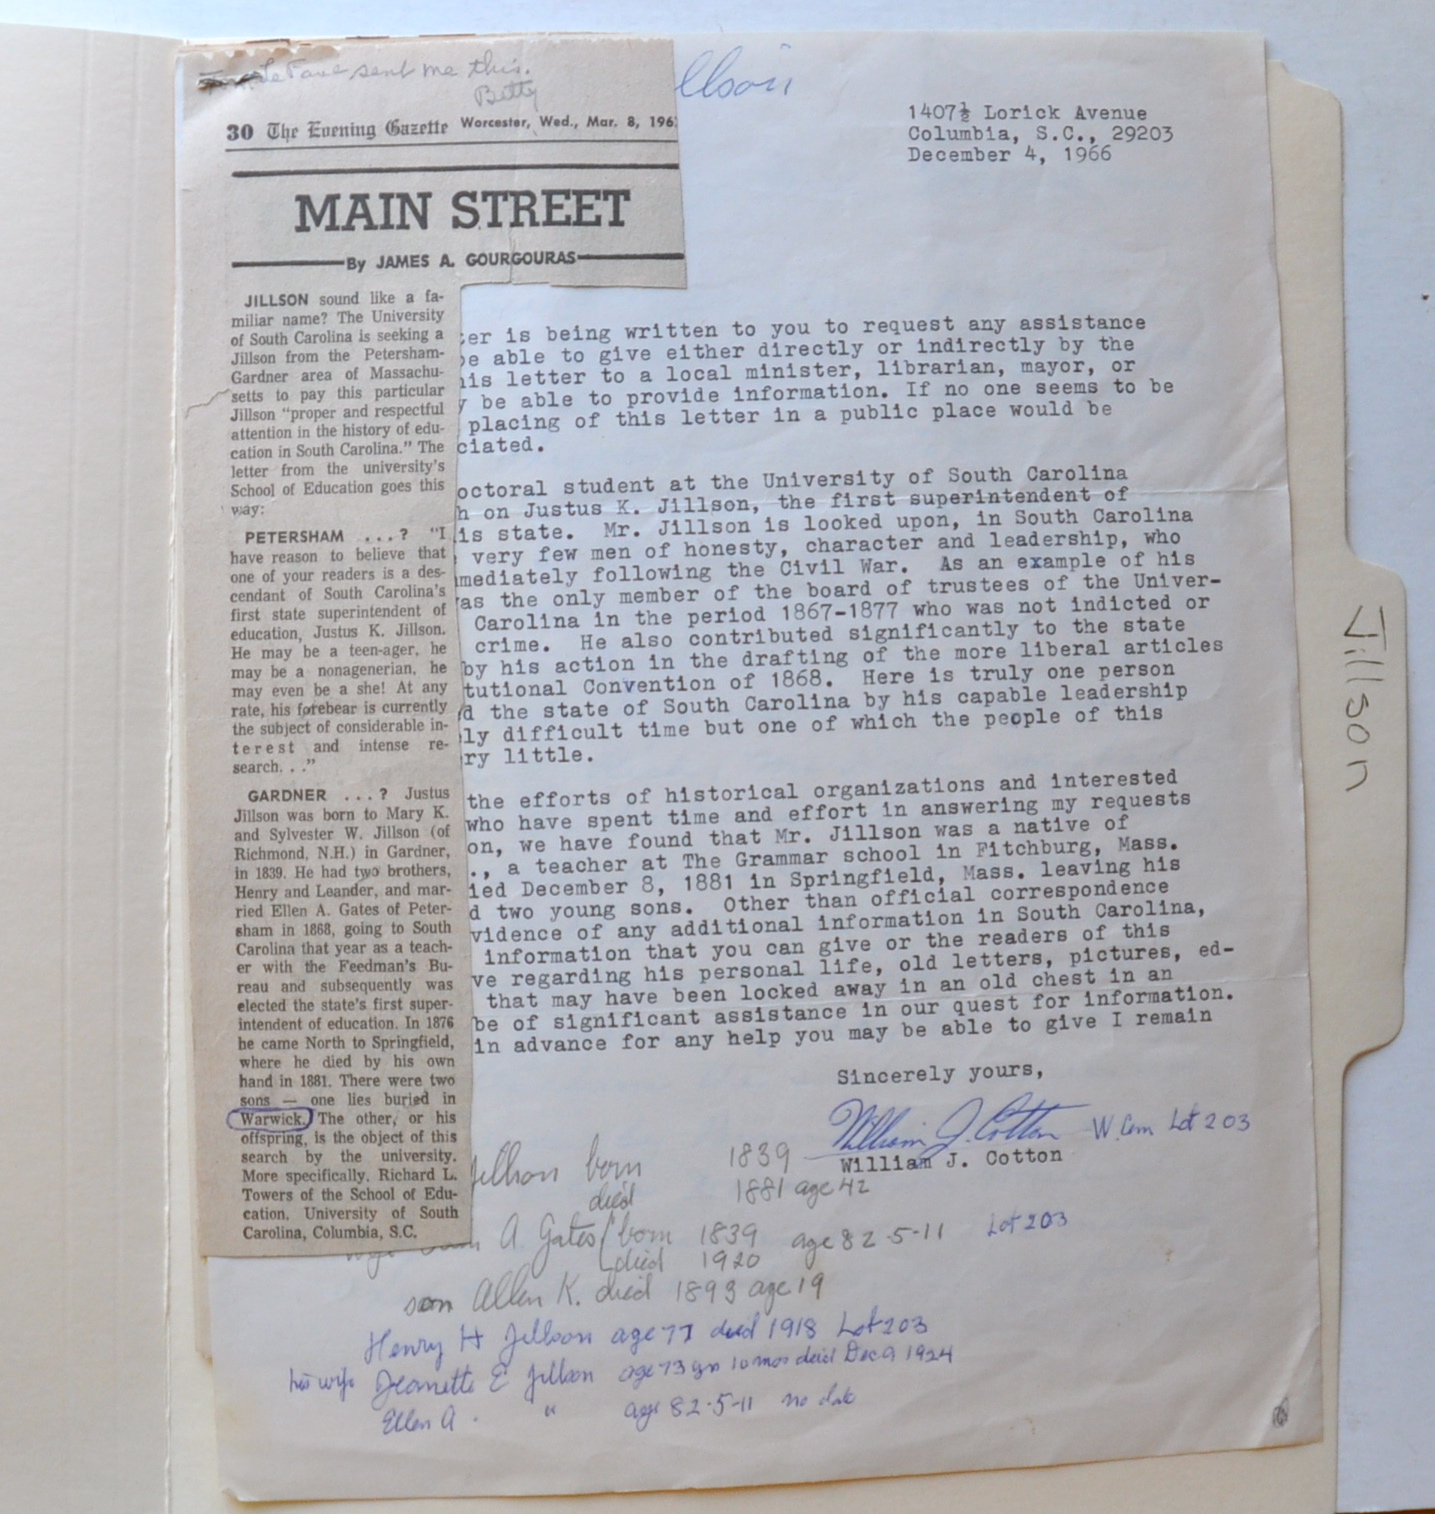 sent me this.
Betty
30 The Evening Gazette Worcester, Wed., Mar. 8, 196
MAIN STREET
By JAMES A. GOURGOURAS
JILLSON sound like a fa-
miliar name? The University
of South Carolina is seeking a
Jillson from the Petersham-
Gardner area of Massachu-
setts to pay this particular
Jillson "proper and respectful
attention in the history of edu-
cation in South Carolina." The
letter from the university's
School of Education goes this
way:
PETERSHAM ...? "I
have reason to believe that
one of your readers is a des-
cendant of South Carolina's
first state superintendent of
education, Justus K. Jillson.
He may be a teen-ager, he
may be a nonagenerian, he
may even be a she! At any
rate, his forebear is currently
the subject of considerable in-
terest and intense re-
search. . ."
GARDNER ...? Justus
Jillson was born to Mary K.
and Sylvester W. Jillson (of
Richmond, N.H.) in Gardner,
in 1839. He had two brothers,
Henry and Leander, and mar-
ried Ellen A. Gates of Peter-
sham in 1868, going to South
Carolina that year as a teach-
er with the Feedman's Bu-
reau and subsequently was
elected the state's first super-
intendent of education. In 1876
he came North to Springfield,
where he died by his own
hand in 1881. There were two
sons — one lies buried in
Warwick. The other, or his
offspring, is the object of this
search by the university.
More specifically, Richard L.
Towers of the School of Edu-
cation, University of South
Carolina, Columbia, S.C.
llson
1407½ Lorick Avenue
Columbia, S.C., 29203
December 4, 1966
er is being written to you to request any assistance
be able to give either directly or indirectly by the
his letter to a local minister, librarian, mayor, or
y be able to provide information. If no one seems to be
placing of this letter in a public place would be
ciated.
octoral student at the University of South Carolina
h on Justus K. Jillson, the first superintendent of
is state. Mr. Jillson is looked upon, in South Carolina
very few men of honesty, character and leadership, who
mediately following the Civil War. As an example of his
as the only member of the board of trustees of the Univer-
Carolina in the period 1867-1877 who was not indicted or
crime. He also contributed significantly to the state
by his action in the drafting of the more liberal articles
tutional Convention of 1868. Here is truly one person
d the state of South Carolina by his capable leadership
ly difficult time but one of which the people of this
ry little.
the efforts of historical organizations and interested
who have spent time and effort in answering my requests
on, we have found that Mr. Jillson was a native of
., a teacher at The Grammar school in Fitchburg, Mass.
ied December 8, 1881 in Springfield, Mass. leaving his
d two young sons. Other than official correspondence
vidence of any additional information in South Carolina,
information that you can give or the readers of this
ve regarding his personal life, old letters, pictures, ed-
that may have been locked away in an old chest in an
be of significant assistance in our quest for information.
in advance for any help you may be able to give I remain
Sincerely yours,
William J. Cotton W. Cem Lot 203
William J. Cotton
Jillson born 1839
died 1881 age 42
A. Gates born 1839 age 82-5-11 Lot 203
died 1920
son Allen K. died 1893 age 19
Henry H Jillson age 77 died 1918 Lot 203
his wife Jeanette E Jillson age 73 yrs 10 mos died Dec 9 1924
Ellen A. " age 82-5-11 no date
Jillson